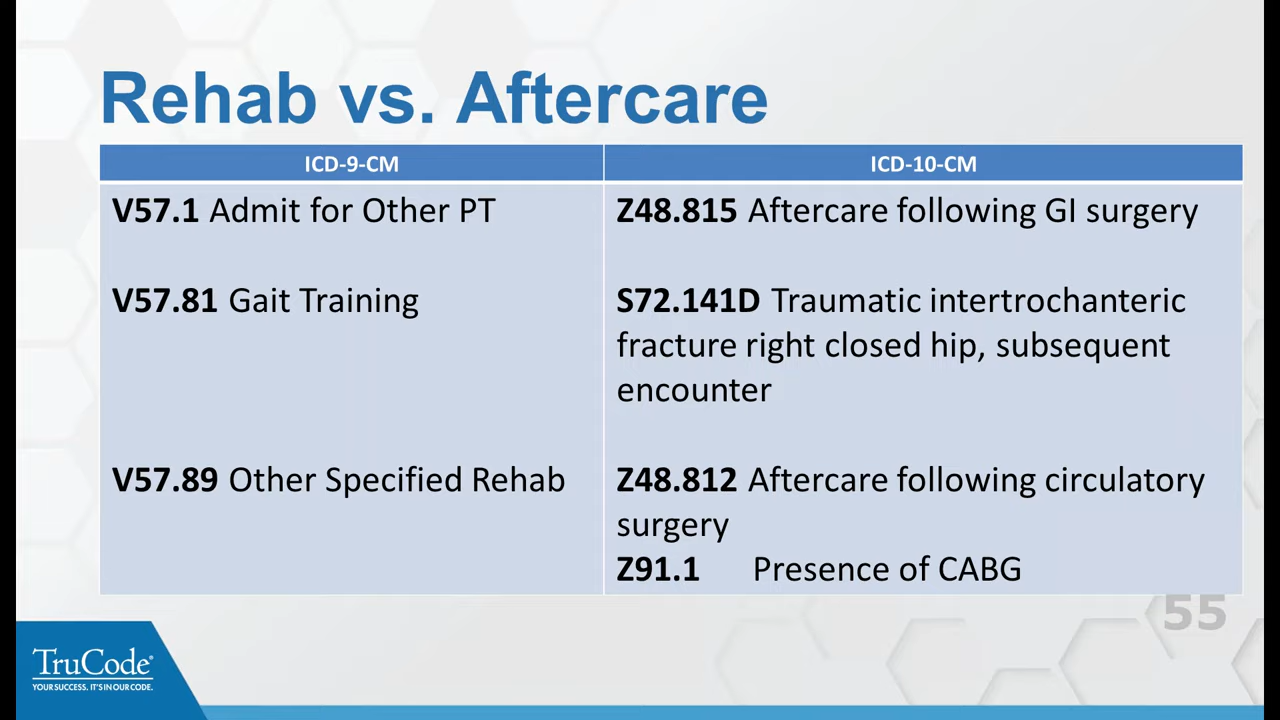 Rehab vs. Aftercare
ICD-9-CM
ICD-10-CM
V57.1 Admit for Other PT
Z48.815 Aftercare following GI surgery
V57.81 Gait Training
S72.141D Traumatic intertrochanteric
fracture right closed hip, subsequent
encounter
V57.89 Other Specified Rehab
Z48.812 Aftercare following circulatory
surgery
Z91.1 Presence of CABG
55
TruCode®
YOUR SUCCESS. IT'S IN OUR CODE.